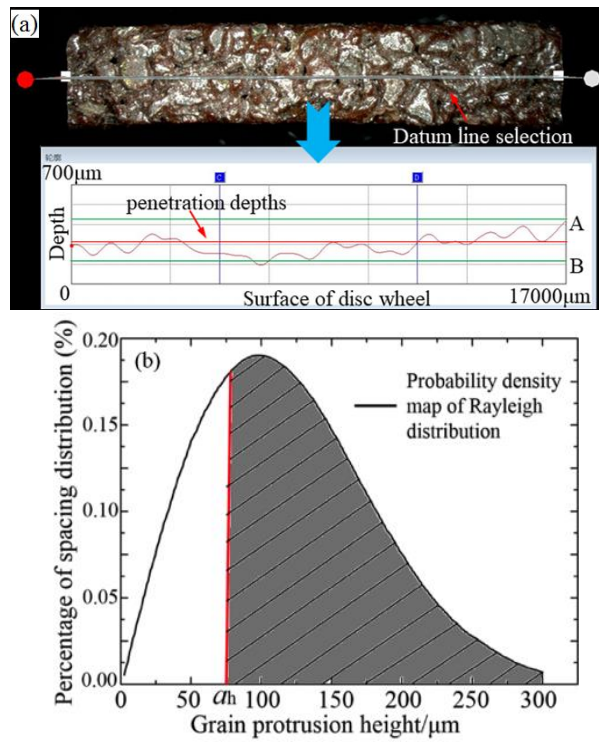 (a)
Datum line selection
轮廓
700μm
C
D
penetration depths
A
Depth
B
0
Surface of disc wheel
17000μm
(b)
Probability density
map of Rayleigh
distribution
Percentage of spacing distribution (%)
0.20
0.15
0.10
0.05
0.00
0 50 ah 100 150 200 250 300
Grain protrusion height/μm